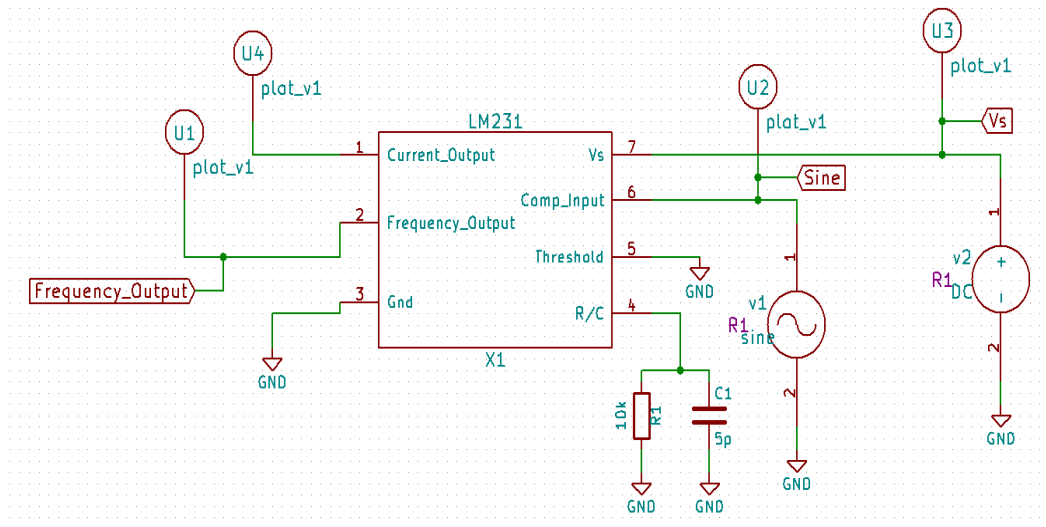 U3
plot_v1
U4
plot_v1
U2
plot_v1
Vs
U1
plot_v1
LM231
1
Current_Output
Vs
7
Sine
6
Comp_Input
2
Frequency_Output
1
1
Threshold
5
v2
+
Frequency_Output
GND
R1
DC
3
Gnd
R/C
4
v1
R1
sine
X1
GND
2
2
10k
R1
C1
5p
GND
GND
GND
GND